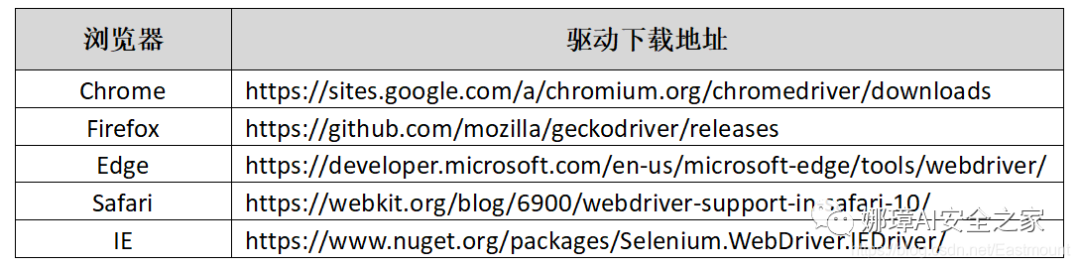 浏览器 驱动下载地址
Chrome https://sites.google.com/a/chromium.org/chromedriver/downloads
Firefox https://github.com/mozilla/geckodriver/releases
Edge https://developer.microsoft.com/en-us/microsoft-edge/tools/webdriver/
Safari https://webkit.org/blog/6900/webdriver-support-in-safari-10/
娜璋AI安全之家
IE https://www.nuget.org/packages/Selenium.WebDriver.IEDriver/
https://blog.csdn.net/Eastmount